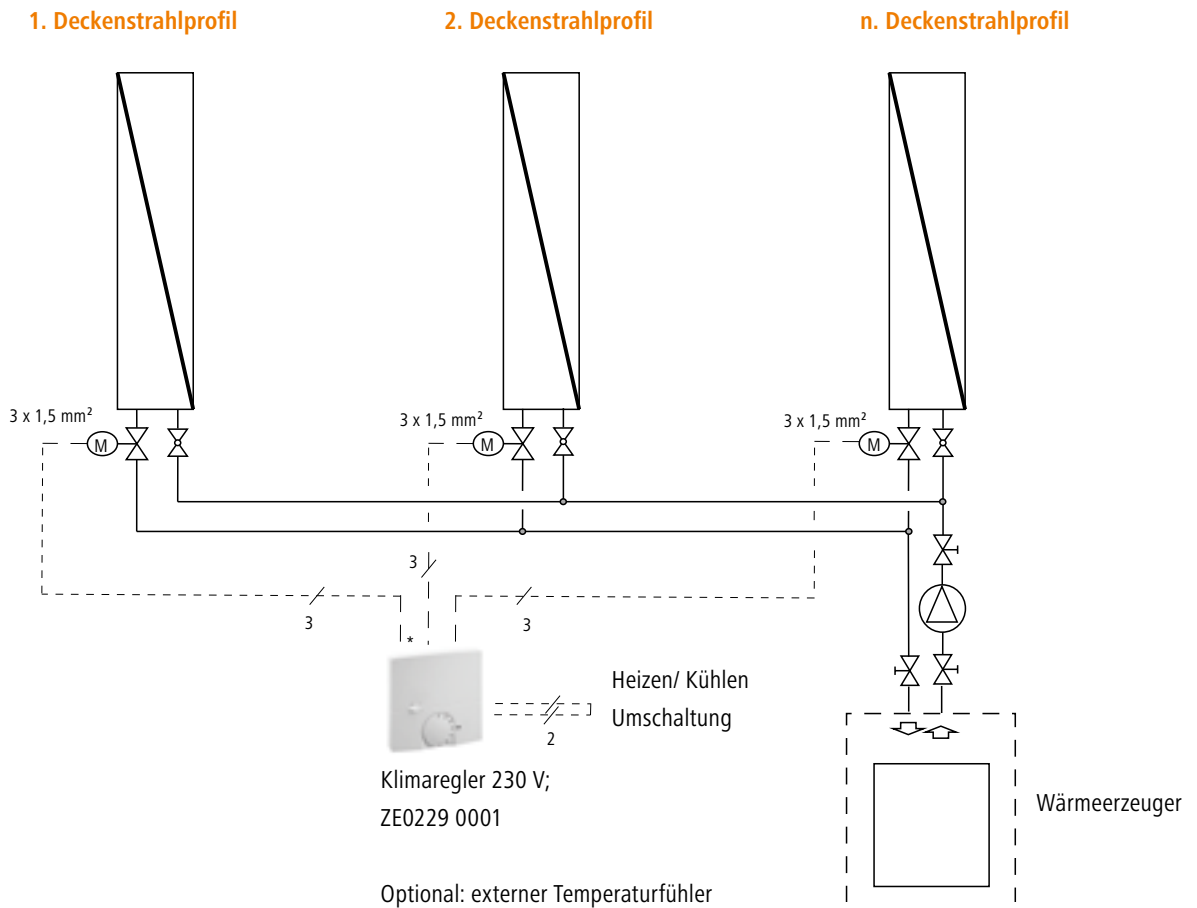 1. Deckenstrahlprofil
2. Deckenstrahlprofil
n. Deckenstrahlprofil
3 x 1,5 mm²
3 x 1,5 mm²
3 x 1,5 mm²
M
M
M
3
3
3
*
Heizen/ Kühlen
Umschaltung
2
Klimaregler 230 V;
ZE0229 0001
Wärmeerzeuger
Optional: externer Temperaturfühler